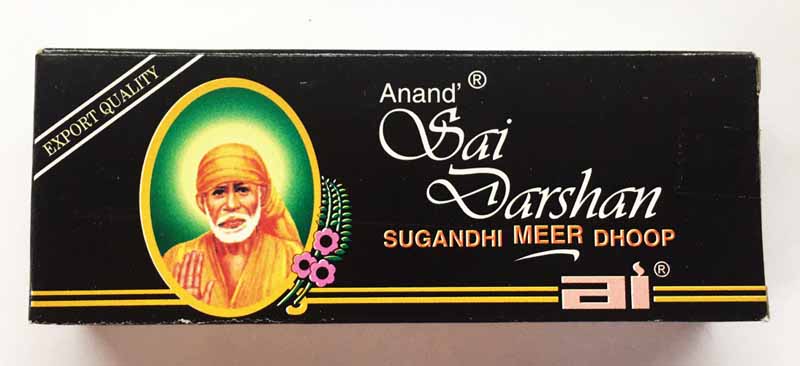 EXPORT QUALITY
Anand' ®
Sai
Darshan
SUGANDHI MEER DHOOP
ai ®